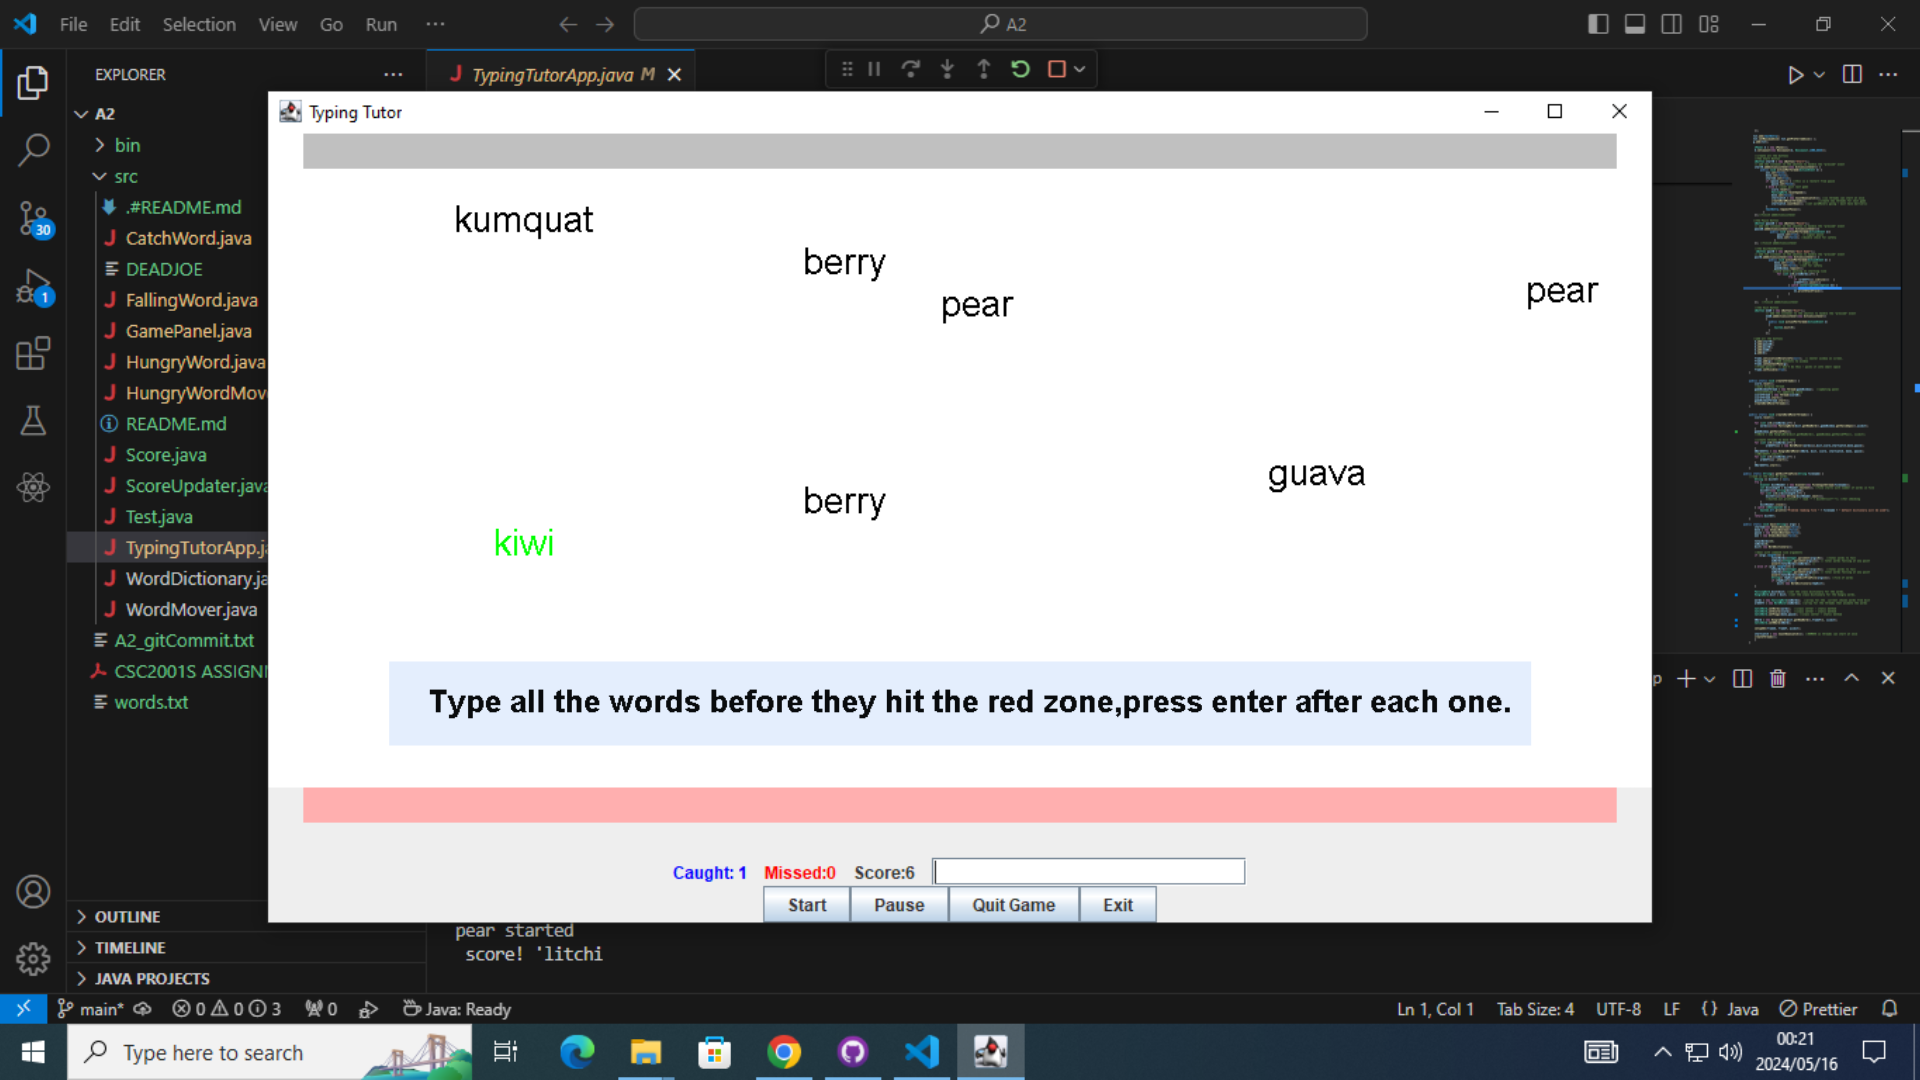 File Edit Selection View Go Run ···
A2
EXPLORER
TypingTutorApp.java M
A2
bin
src
.#README.md
CatchWord.java
DEADJOE
FallingWord.java
GamePanel.java
HungryWord.java
HungryWordMov
README.md
Score.java
ScoreUpdater.java
Test.java
TypingTutorApp.ja
WordDictionary.ja
WordMover.java
A2_gitCommit.txt
CSC2001S ASSIGN
words.txt
OUTLINE
TIMELINE
JAVA PROJECTS
30
1
Typing Tutor
kumquat
berry
pear
pear
guava
berry
kiwi
Type all the words before they hit the red zone,press enter after each one.
Caught: 1 Missed:0 Score:6
Start Pause Quit Game Exit
pear started
score! 'litchi
main* 0 0 3 0 Java: Ready
Ln 1, Col 1 Tab Size: 4 UTF-8 LF {} Java Prettier
Type here to search
00:21
2024/05/16